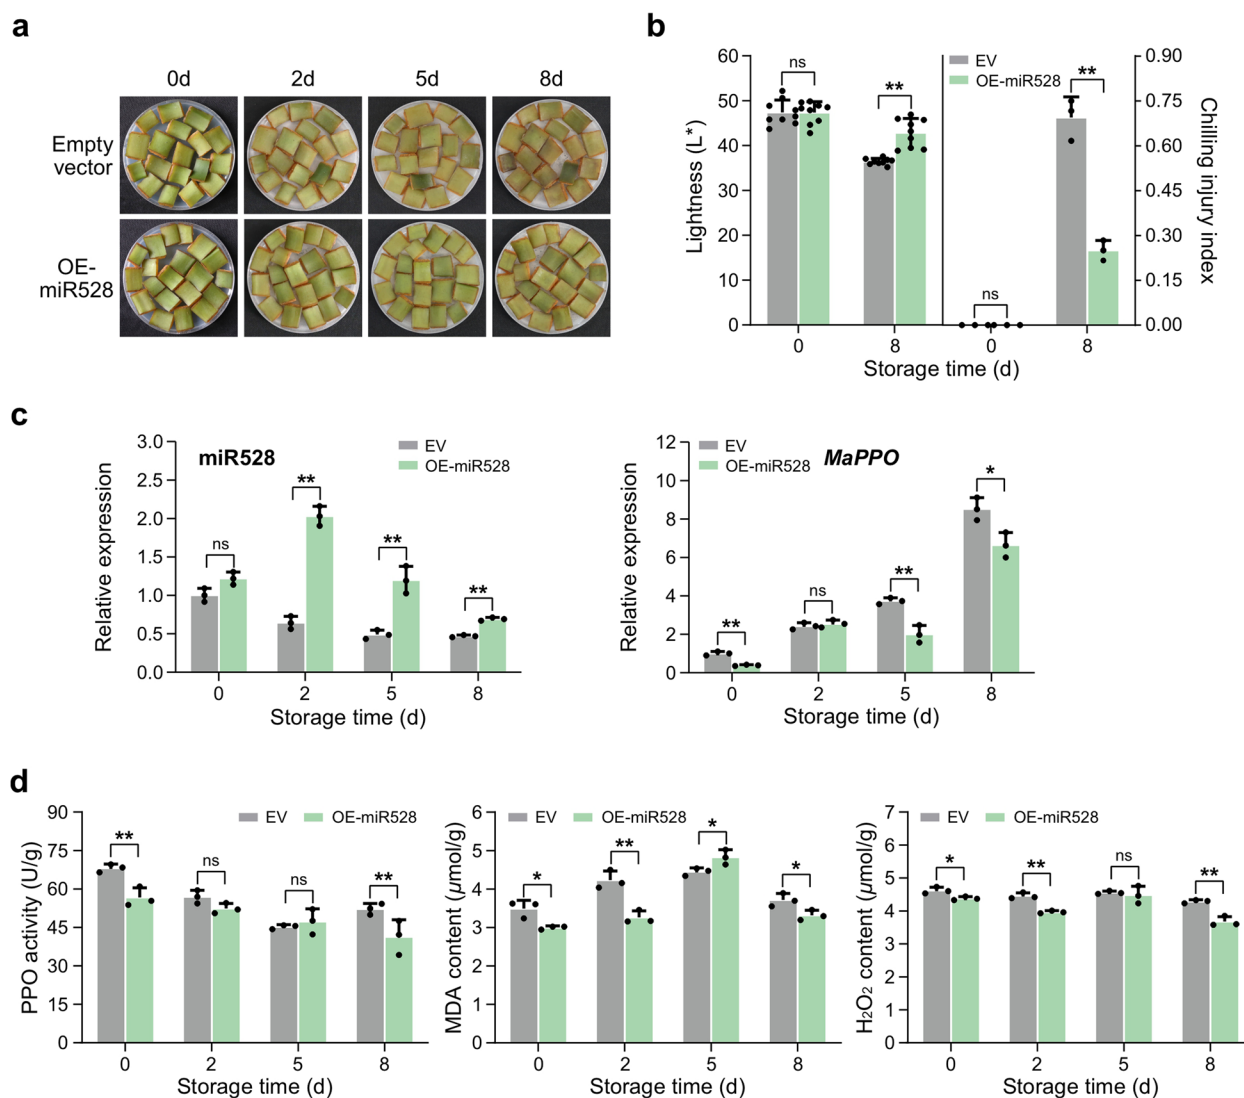 a
0d 2d 5d 8d
Empty
vector
OE-
miR528
b
Lightness (L*)
60
50
40
30
20
10
0
ns
**
ns
**
EV
OE-miR528
0.90
0.75
0.60
0.45
0.30
0.15
0.00
Chilling injury index
0 8 0 8
Storage time (d)
c
Relative expression
3.0
2.5
2.0
1.5
1.0
0.5
0.0
miR528
EV
OE-miR528
ns
**
**
**
0 2 5 8
Storage time (d)
Relative expression
12
10
8
6
4
2
0
EV
OE-miR528
MaPPO
**
ns
**
*
0 2 5 8
Storage time (d)
d
PPO activity (U/g)
90
75
60
45
30
15
0
EV OE-miR528
**
ns
ns
**
0 2 5 8
Storage time (d)
MDA content (µmol/g)
6
5
4
3
2
1
0
EV OE-miR528
*
**
*
*
0 2 5 8
Storage time (d)
H₂O₂ content (µmol/g)
7
6
5
4
3
2
1
0
EV OE-miR528
*
**
ns
**
0 2 5 8
Storage time (d)